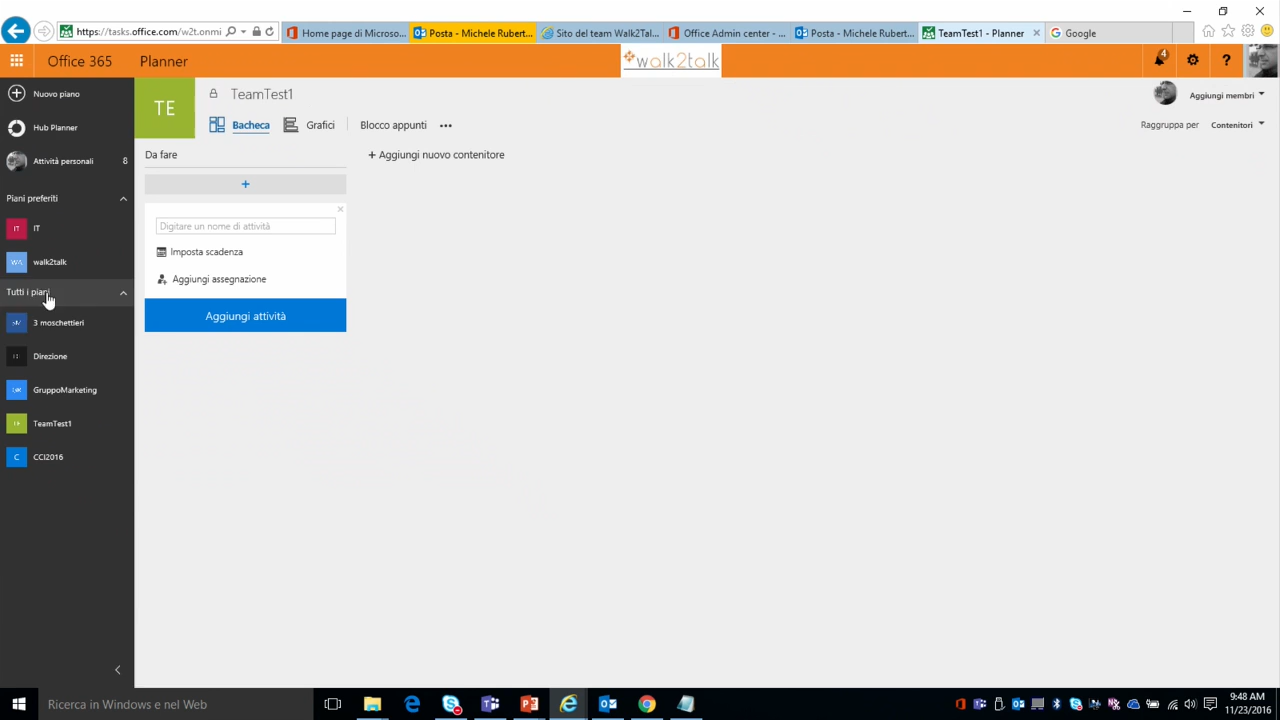 https://tasks.office.com/w2t.onmi
Home page di Microso...
Posta - Michele Rubert...
Sito del team Walk2Tal...
Office Admin center - ...
Posta - Michele Rubert...
TeamTest1 - Planner
Google
Office 365
Planner
walk2talk
4
Nuovo piano
Hub Planner
Attività personali 8
Piani preferiti
IT IT
WA walk2talk
Tutti i piani
3M 3 moschettieri
Direzione
GruppoMarketing
TeamTest1
C CCI2016
TE
TeamTest1
Bacheca
Grafici
Blocco appunti
Aggiungi membri
Raggruppa per Contenitori
Da fare
+ Aggiungi nuovo contenitore
Digitare un nome di attività
Imposta scadenza
Aggiungi assegnazione
Aggiungi attività
Ricerca in Windows e nel Web
9:48 AM
11/23/2016